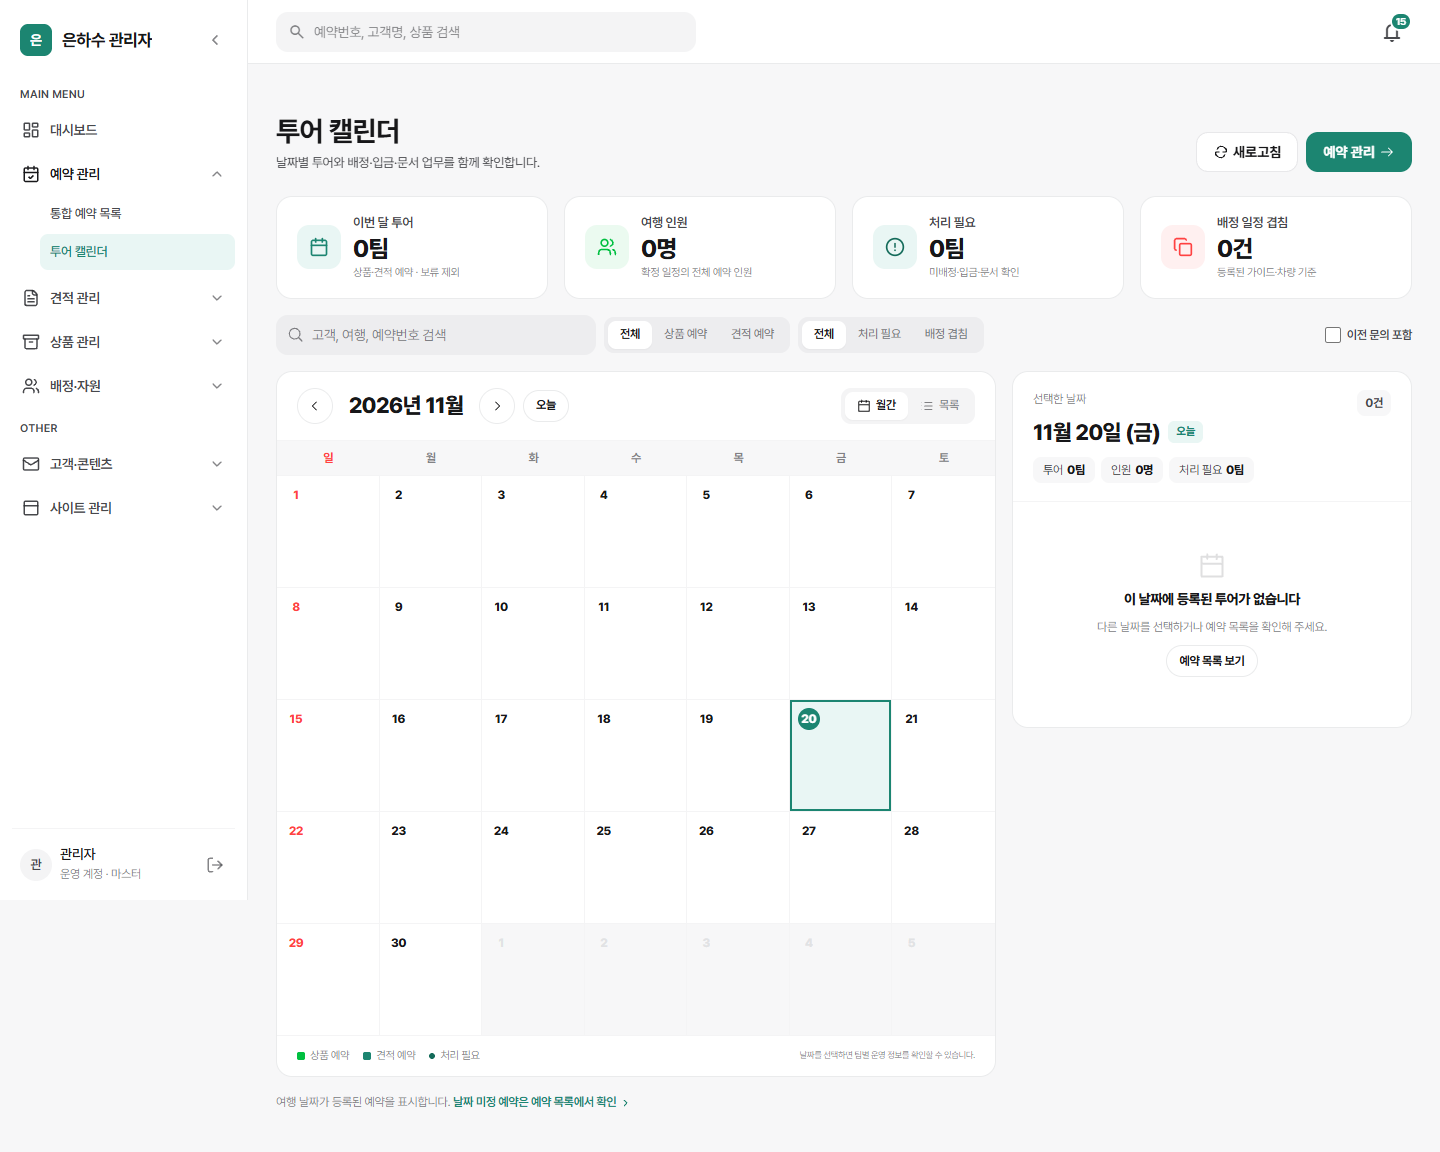 은
은하수 관리자
MAIN MENU
대시보드
예약 관리
통합 예약 목록
투어 캘린더
견적 관리
상품 관리
배정·자원
OTHER
고객·콘텐츠
사이트 관리
관
관리자
운영 계정 · 마스터
예약번호, 고객명, 상품 검색
15
투어 캘린더
날짜별 투어와 배정·입금·문서 업무를 함께 확인합니다.
새로고침
예약 관리
이번 달 투어
0팀
상품·견적 예약 · 보류 제외
여행 인원
0명
확정 일정의 전체 예약 인원
처리 필요
0팀
미배정·입금·문서 확인
배정 일정 겹침
0건
등록된 가이드·차량 기준
고객, 여행, 예약번호 검색
전체 상품 예약 견적 예약
전체 처리 필요 배정 겹침
이전 문의 포함
2026년 11월
오늘
월간 목록
일 월 화 수 목 금 토
1 2 3 4 5 6 7
8 9 10 11 12 13 14
15 16 17 18 19 20 21
22 23 24 25 26 27 28
29 30 1 2 3 4 5
상품 예약 견적 예약 처리 필요
날짜를 선택하면 팀별 운영 정보를 확인할 수 있습니다.
여행 날짜가 등록된 예약을 표시합니다. 날짜 미정 예약은 예약 목록에서 확인
선택한 날짜
0건
11월 20일 (금) 오늘
투어 0팀 인원 0명 처리 필요 0팀
이 날짜에 등록된 투어가 없습니다
다른 날짜를 선택하거나 예약 목록을 확인해 주세요.
예약 목록 보기